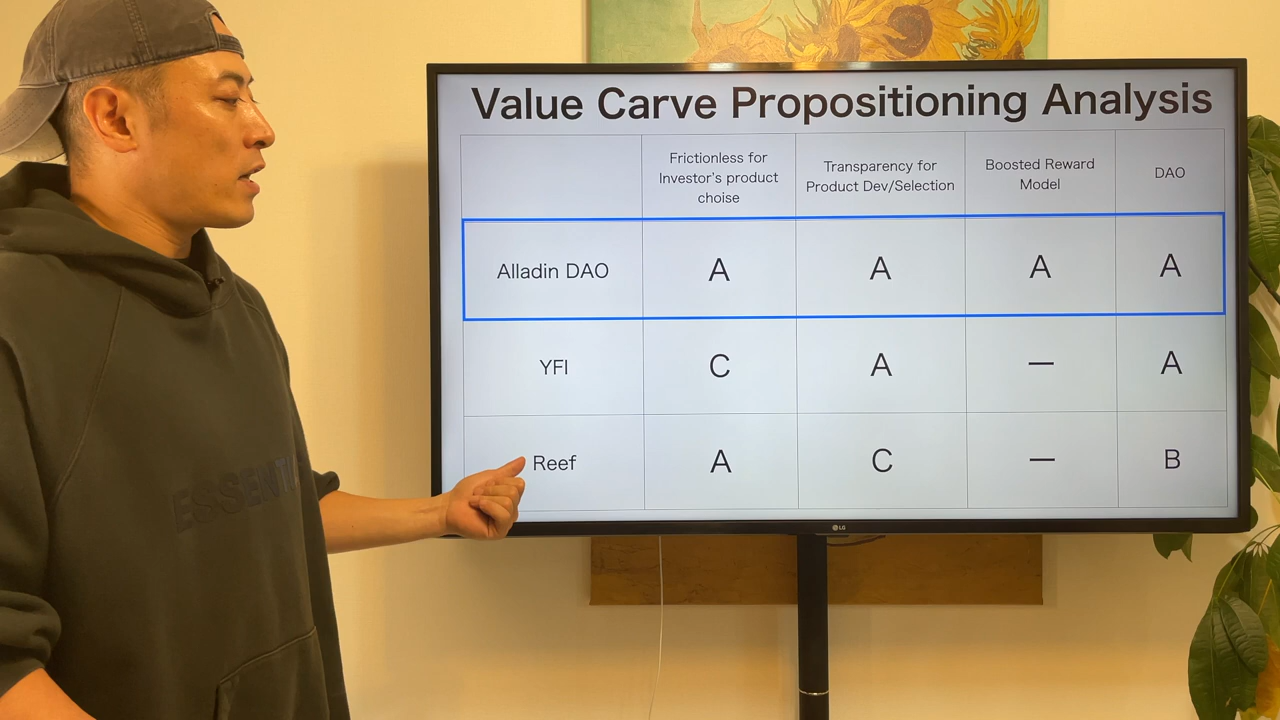 Value Carve Propositioning Analysis
Frictionless for
Investor's product
choise
Transparency for
Product Dev/Selection
Boosted Reward
Model
DAO
Alladin DAO
A
A
A
A
YFI
C
A
—
A
Reef
A
C
—
B
LG